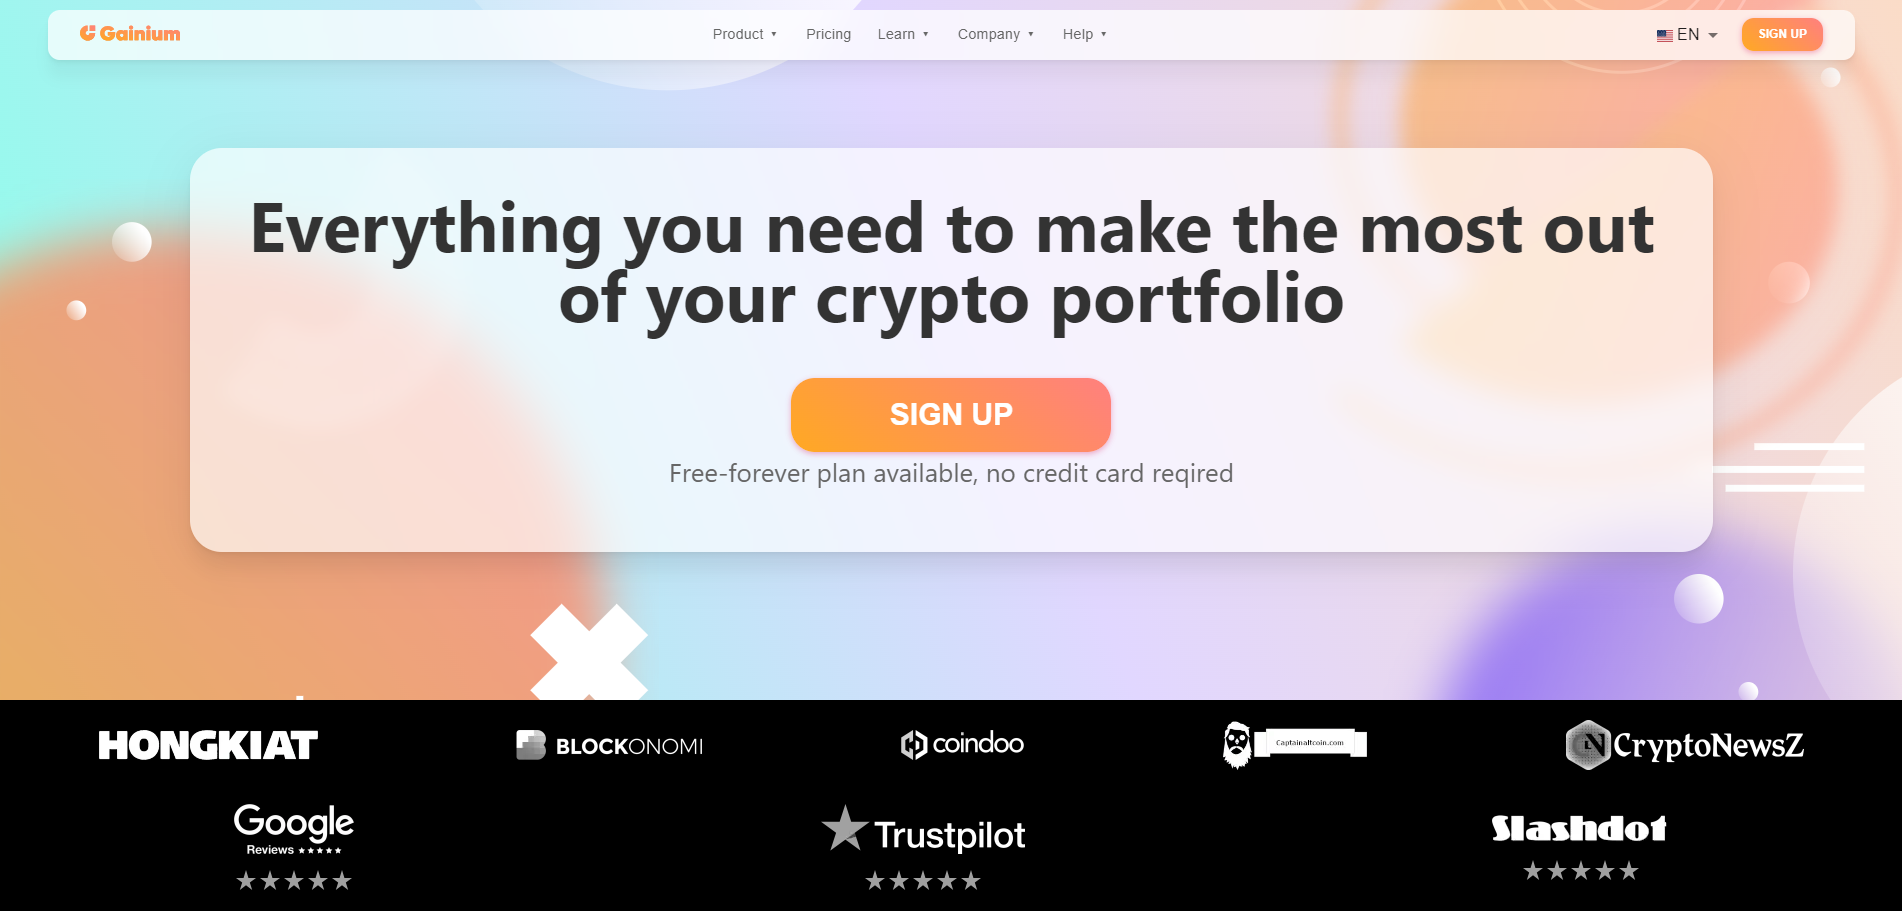 Gainium
Product ▼ Pricing Learn ▼ Company ▼ Help ▼
EN
SIGN UP
Everything you need to make the most out
of your crypto portfolio
SIGN UP
Free-forever plan available, no credit card reqired
HONGKIAT
BLOCKONOMI
coindoo
Captainaltcoin.com
CryptoNewsZ
Google
Reviews ★★★★★
Trustpilot
Slashdot